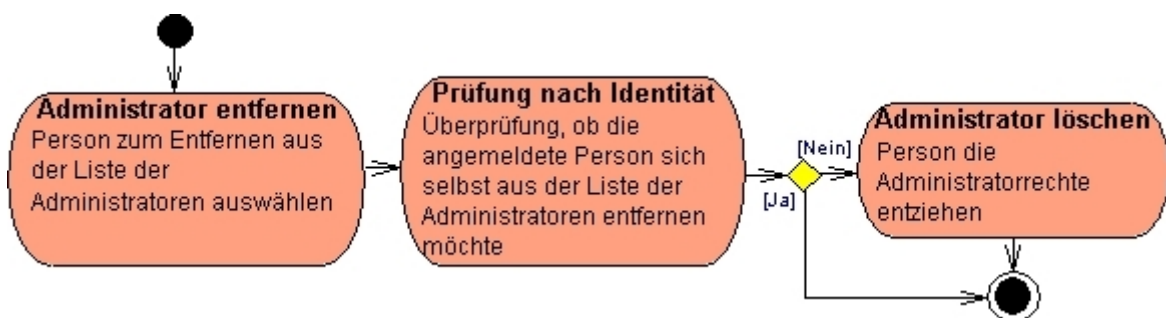 Administrator entfernen
Person zum Entfernen aus
der Liste der
Administratoren auswählen
Prüfung nach Identität
Überprüfung, ob die
angemeldete Person sich
selbst aus der Liste der
Administratoren entfernen
möchte
[Nein]
[Ja]
Administrator löschen
Person die
Administratorrechte
entziehen